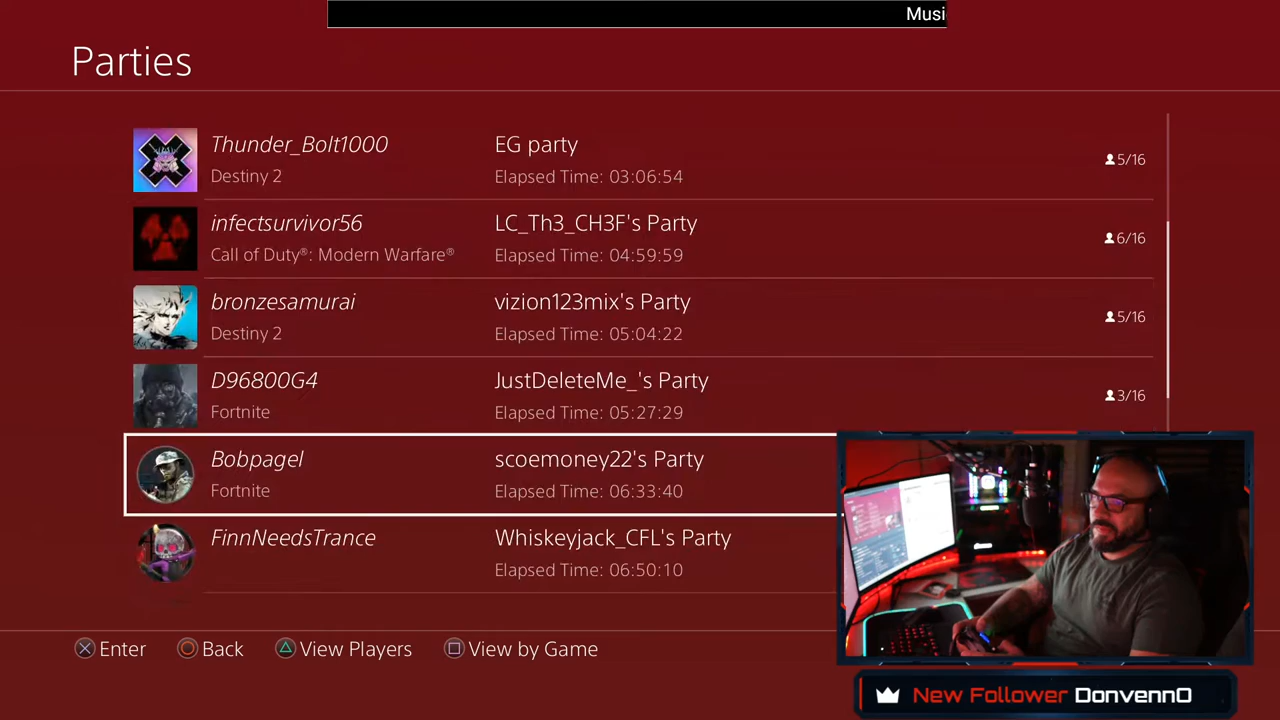 Musi
Parties
Thunder_Bolt1000
EG party
5/16
Destiny 2
Elapsed Time: 03:06:54
infectsurvivor56
LC_Th3_CH3F's Party
6/16
Call of Duty®: Modern Warfare®
Elapsed Time: 04:59:59
bronzesamurai
vizion123mix's Party
5/16
Destiny 2
Elapsed Time: 05:04:22
D96800G4
JustDeleteMe_'s Party
3/16
Fortnite
Elapsed Time: 05:27:29
Bobpagel
scoemoney22's Party
Fortnite
Elapsed Time: 06:33:40
FinnNeedsTrance
Whiskeyjack_CFL's Party
Elapsed Time: 06:50:10
Enter Back View Players View by Game
New Follower DonvennO